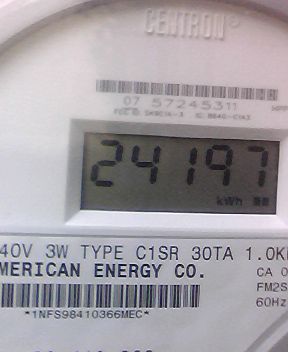 CENTRON®
07 57245311
24197
kWh
40V 3W TYPE C1SR 30TA 1.0K
MERICAN ENERGY CO.
CA 0
FM2S
60Hz
*1NFS98410366MEC*